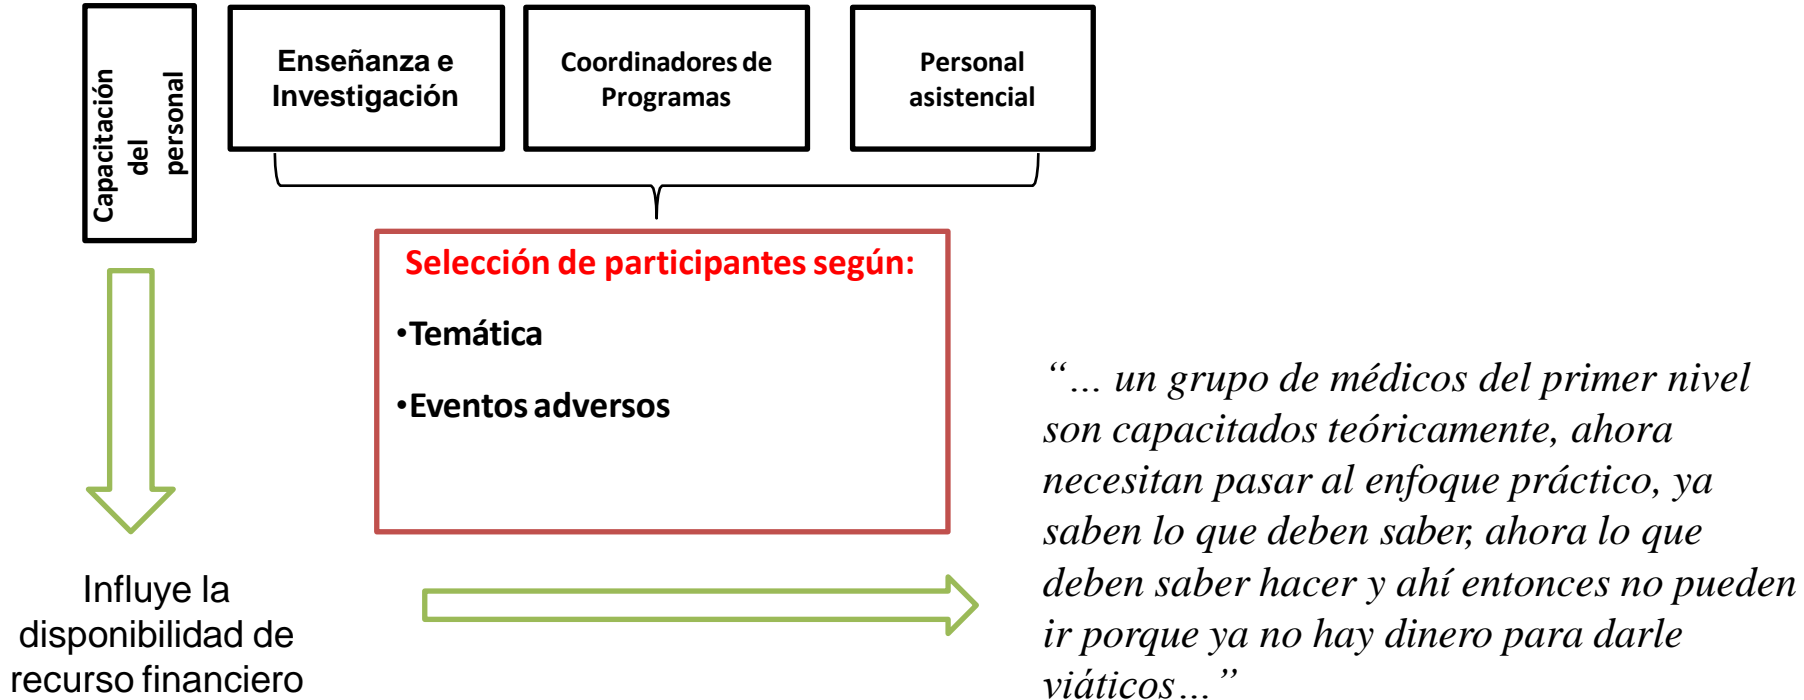 Capacitación
del
personal
Enseñanza e
Investigación
Coordinadores de
Programas
Personal
asistencial
Selección de participantes según:
•Temática
•Eventos adversos
Influye la
disponibilidad de
recurso financiero
“… un grupo de médicos del primer nivel
son capacitados teóricamente, ahora
necesitan pasar al enfoque práctico, ya
saben lo que deben saber, ahora lo que
deben saber hacer y ahí entonces no pueden
ir porque ya no hay dinero para darle
viáticos…”